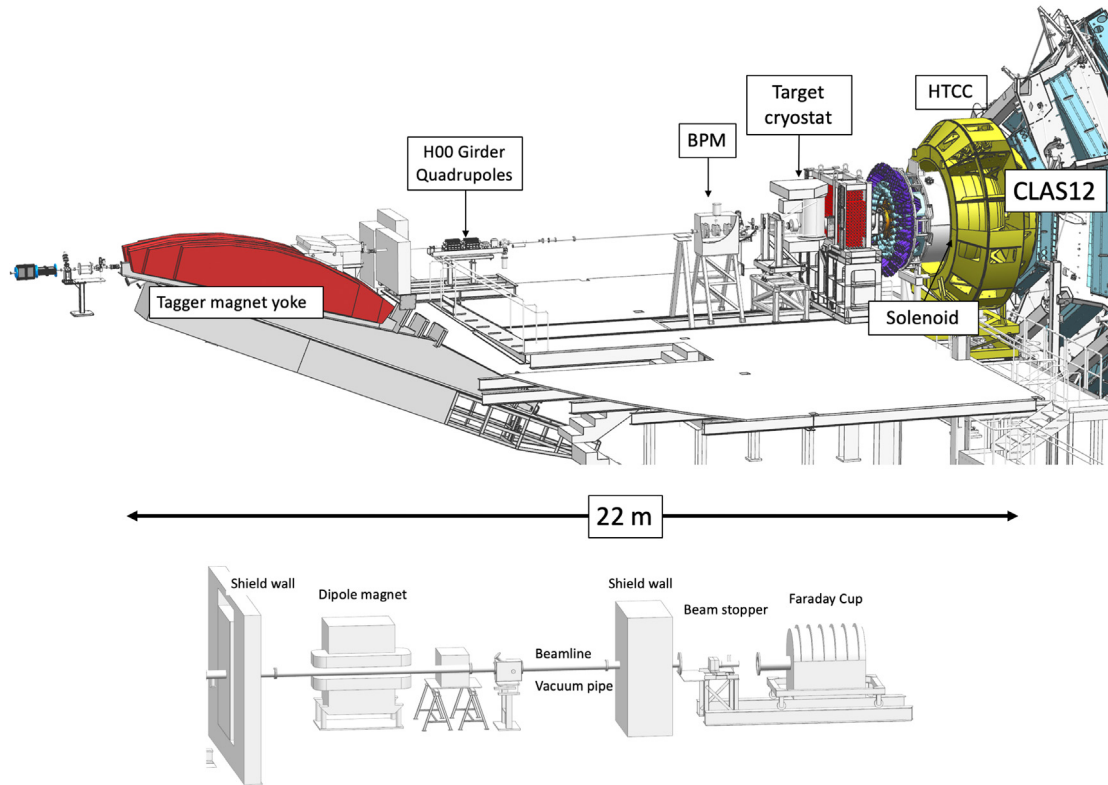 Target
cryostat
HTCC
BPM
H00 Girder
Quadrupoles
CLAS12
Tagger magnet yoke
Solenoid
22 m
Shield wall
Dipole magnet
Shield wall
Beam stopper
Faraday Cup
Beamline
Vacuum pipe